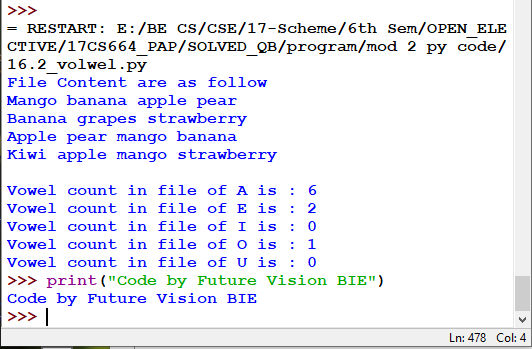 >>>
= RESTART: E:/BE CS/CSE/17-Scheme/6th Sem/OPEN_ELE
CTIVE/17CS664_PAP/SOLVED_QB/program/mod 2 py code/
16.2_volwel.py
File Content are as follow
Mango banana apple pear
Banana grapes strawberry
Apple pear mango banana
Kiwi apple mango strawberry
Vowel count in file of A is : 6
Vowel count in file of E is : 2
Vowel count in file of I is : 0
Vowel count in file of O is : 1
Vowel count in file of U is : 0
>>> print("Code by Future Vision BIE")
Code by Future Vision BIE
>>>
Ln: 478 Col: 4